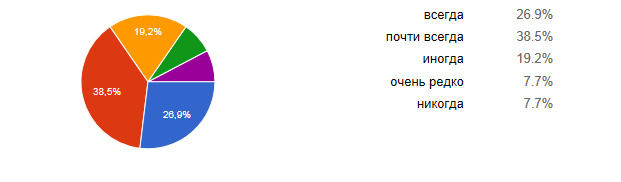 19,2%
38,5%
26,9%
всегда 26.9%
почти всегда 38.5%
иногда 19.2%
очень редко 7.7%
никогда 7.7%